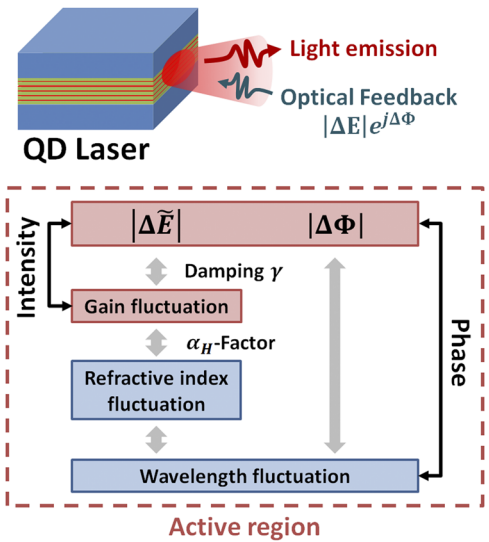 Light emission
Optical Feedback
|ΔE|e^{jΔΦ}
QD Laser
|ΔẼ| |ΔΦ|
Intensity
Damping γ
Gain fluctuation
α_H-Factor
Phase
Refractive index
fluctuation
Wavelength fluctuation
Active region